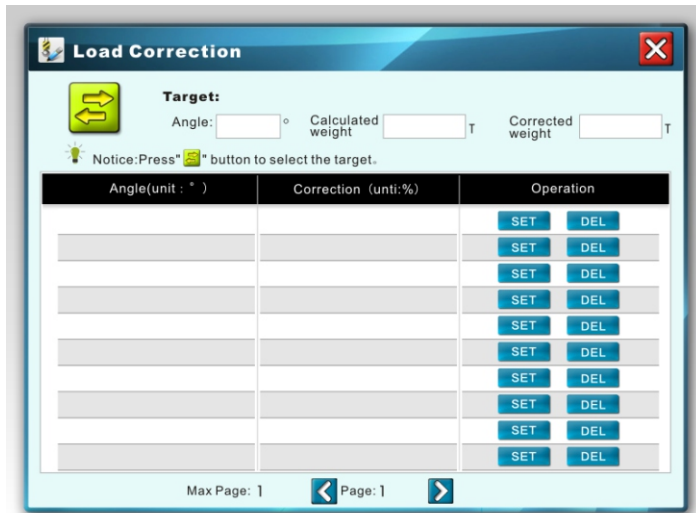 Load Correction
Target:
Angle: ° Calculated weight T Corrected weight T
Notice:Press" " button to select the target。
Angle(unit : ° ) Correction (unti:%) Operation
SET DEL
SET DEL
SET DEL
SET DEL
SET DEL
SET DEL
SET DEL
SET DEL
SET DEL
SET DEL
Max Page: 1 Page: 1